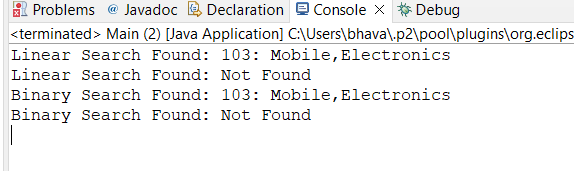 Problems @ Javadoc Declaration Console × Debug
<terminated> Main (2) [Java Application] C:\Users\bhava\.p2\pool\plugins\org.eclips
Linear Search Found: 103: Mobile,Electronics
Linear Search Found: Not Found
Binary Search Found: 103: Mobile,Electronics
Binary Search Found: Not Found